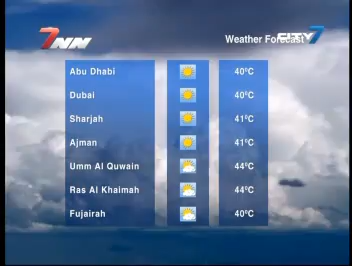 7NN
Weather Forecast
CITY7
Abu Dhabi 40°C
Dubai 40°C
Sharjah 41°C
Ajman 41°C
Umm Al Quwain 44°C
Ras Al Khaimah 44°C
Fujairah 40°C